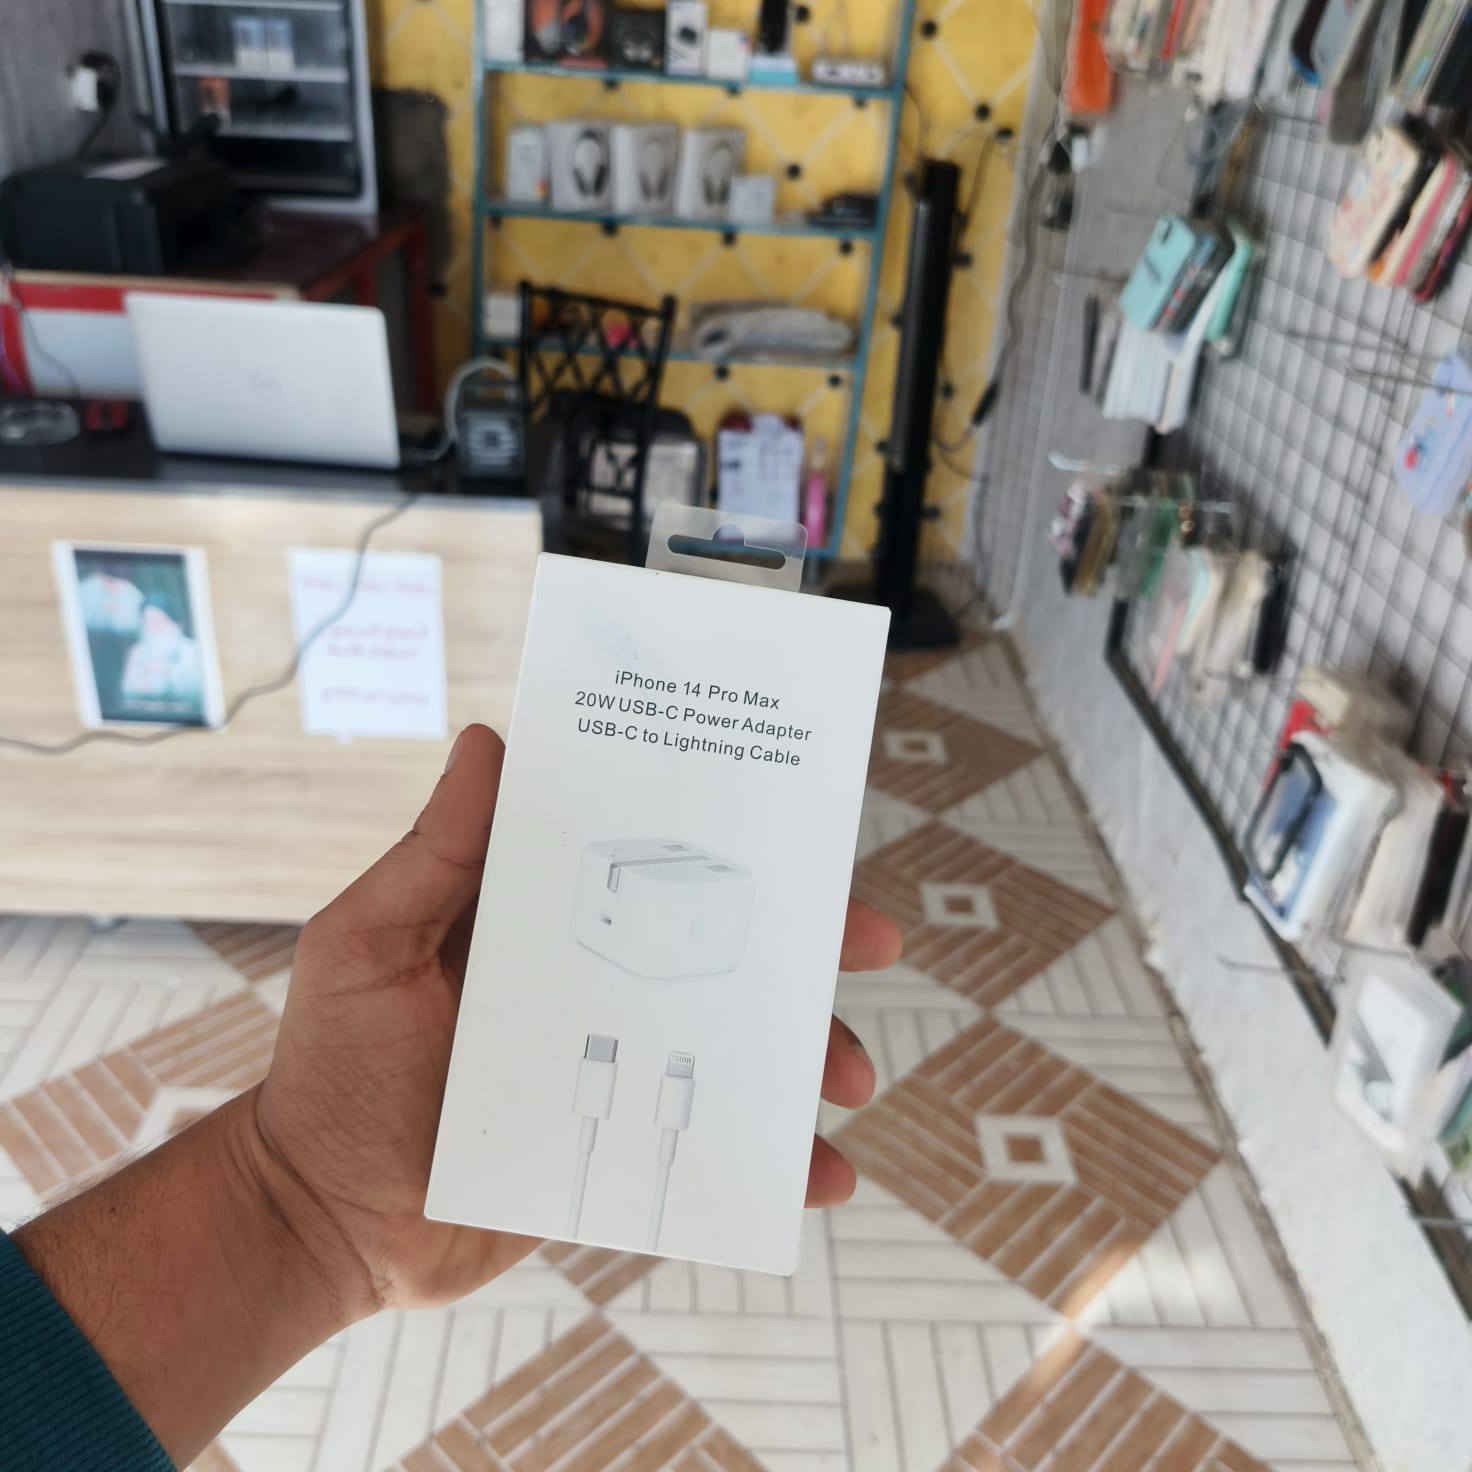 iPhone 14 Pro Max
20W USB-C Power Adapter
USB-C to Lightning Cable